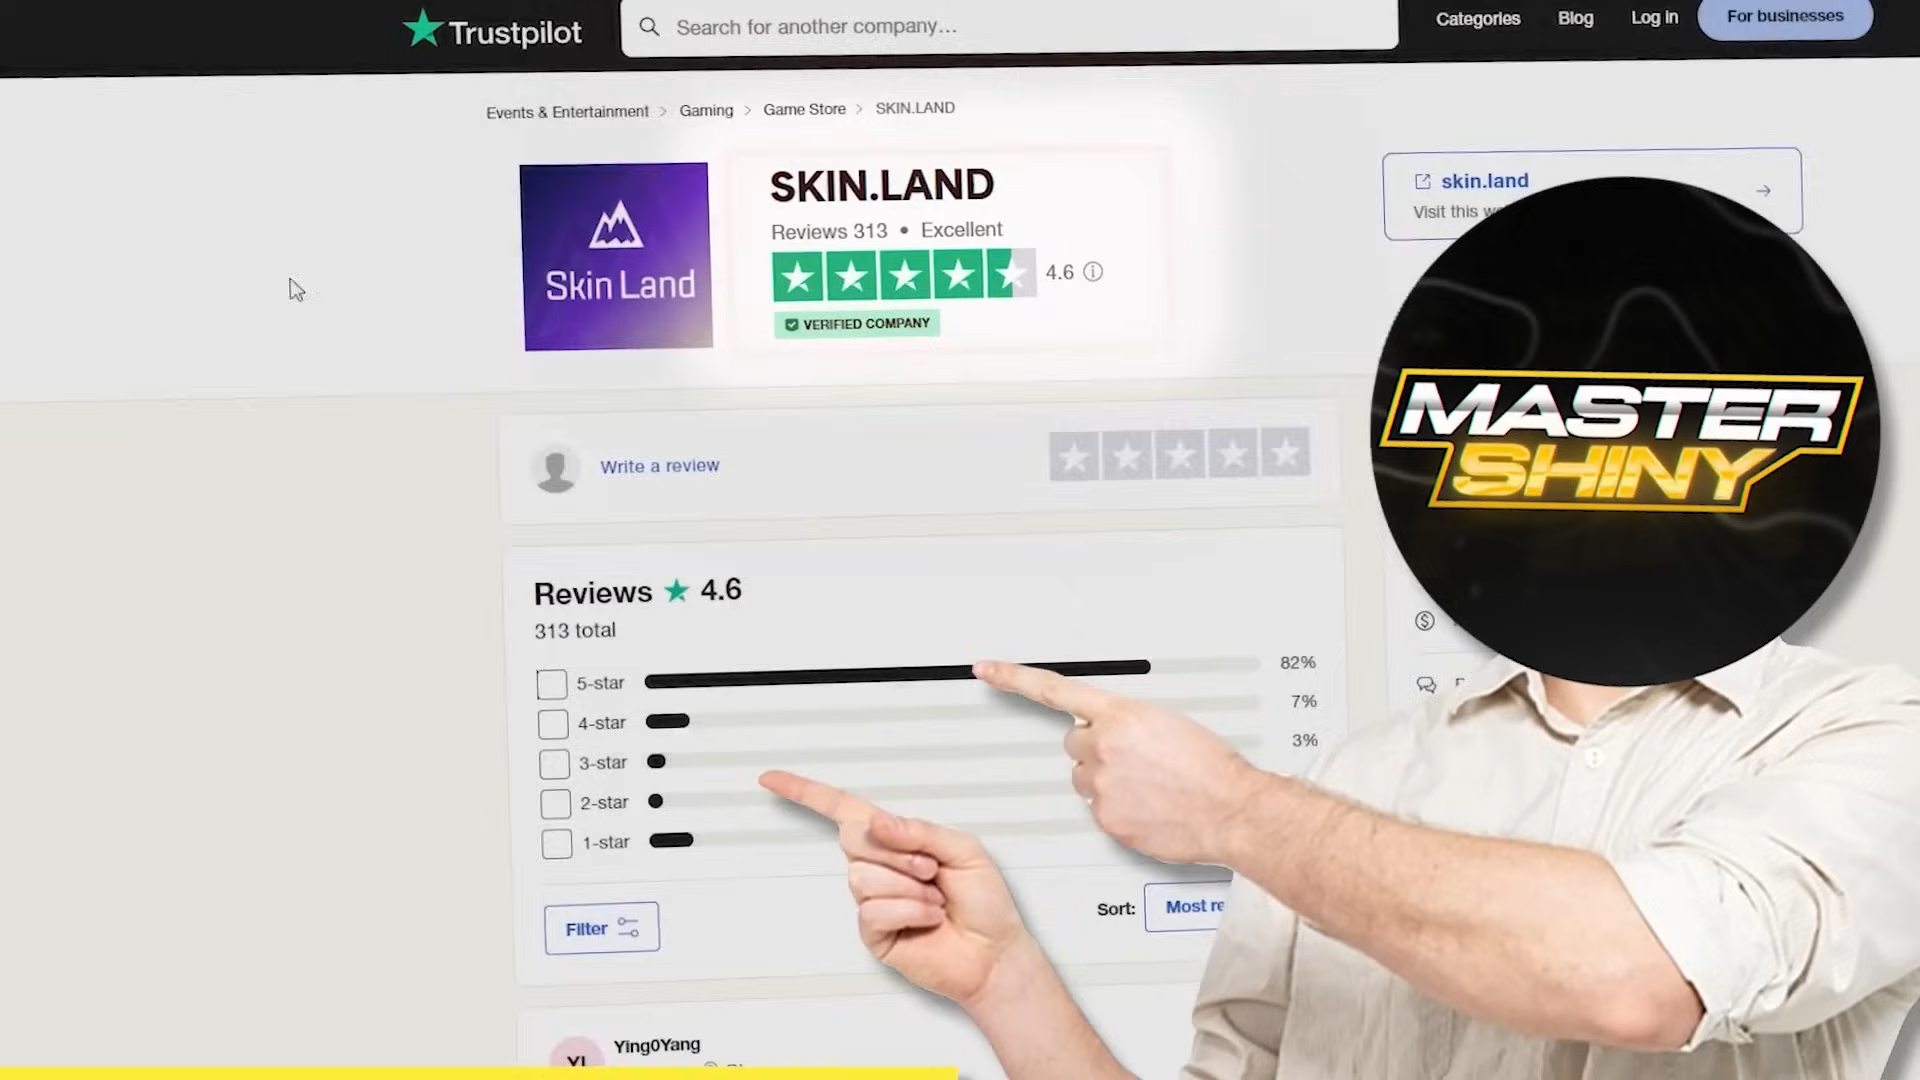 Trustpilot
Search for another company...
Categories
Blog
Log in
For businesses
Events & Entertainment > Gaming > Game Store > SKIN.LAND
Skin Land
SKIN.LAND
Reviews 313 • Excellent
4.6
VERIFIED COMPANY
skin.land
Visit this
MASTER
SHINY
Write a review
Reviews ★ 4.6
313 total
5-star 82%
4-star 7%
3-star 3%
2-star
1-star
Filter
Sort: Most
Ying0Yang
YI